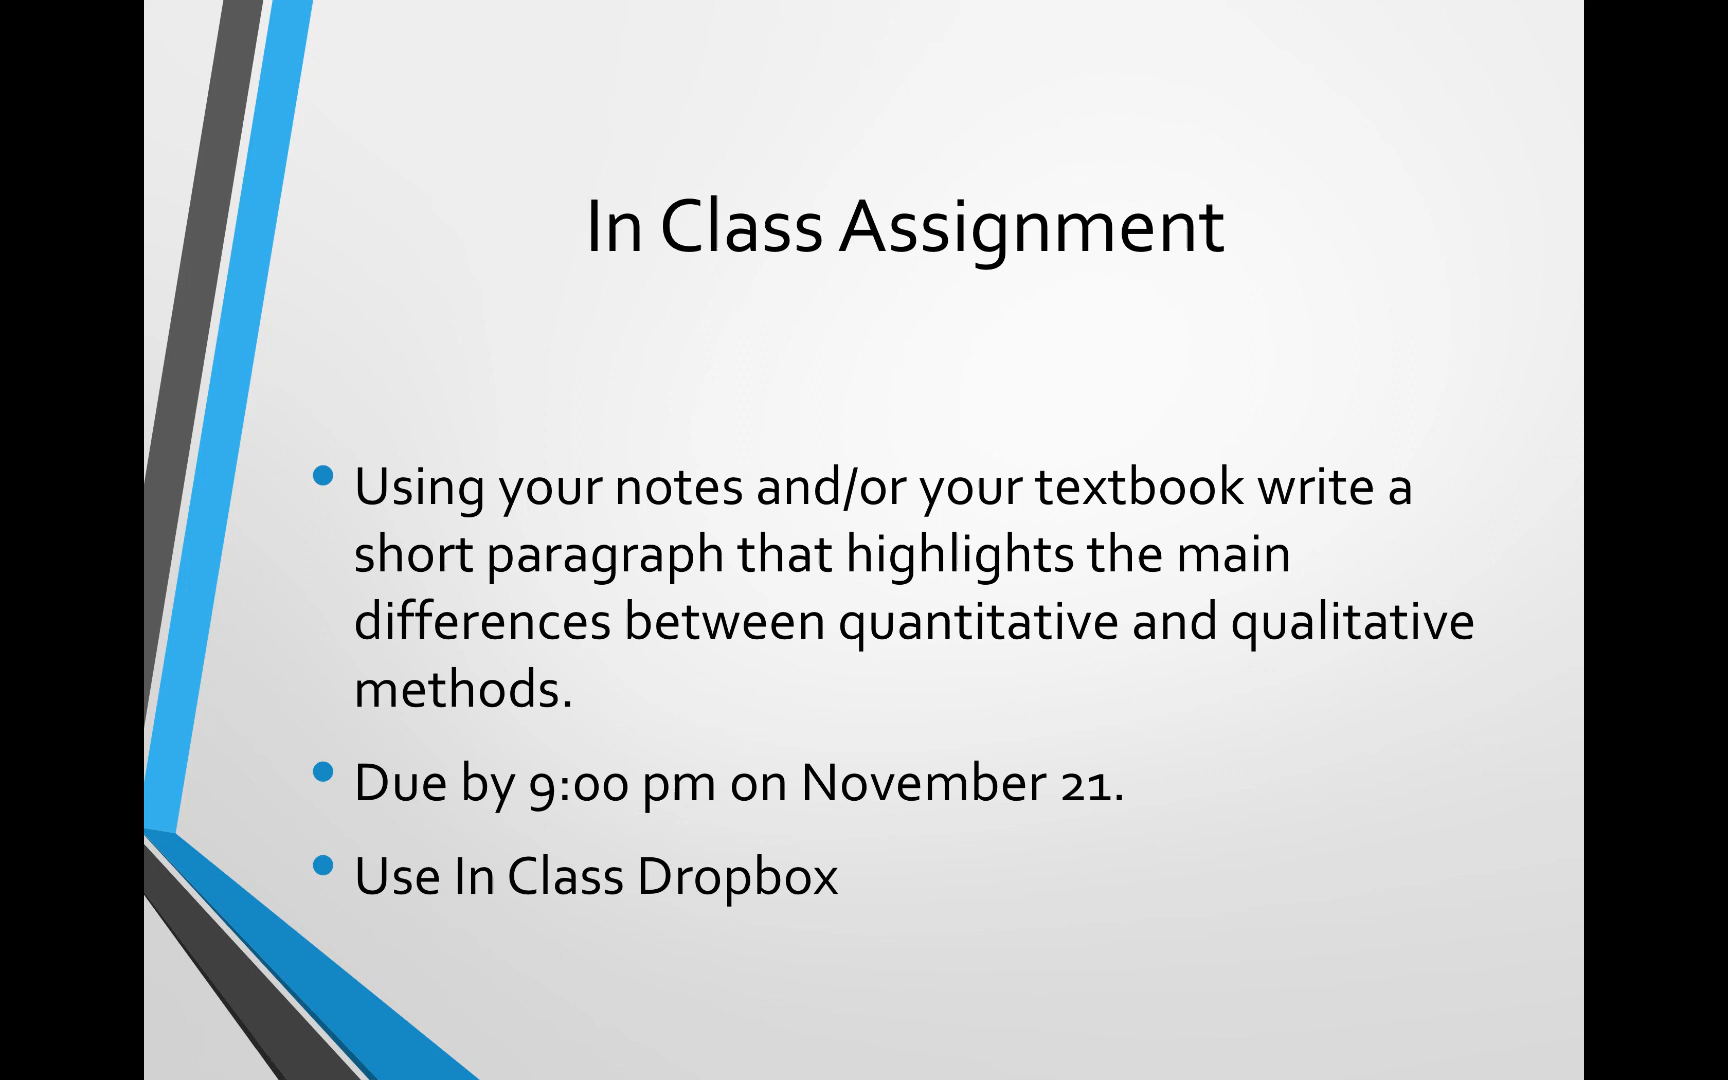 In Class Assignment
Using your notes and/or your textbook write a
short paragraph that highlights the main
differences between quantitative and qualitative
methods.
Due by 9:00 pm on November 21.
Use In Class Dropbox